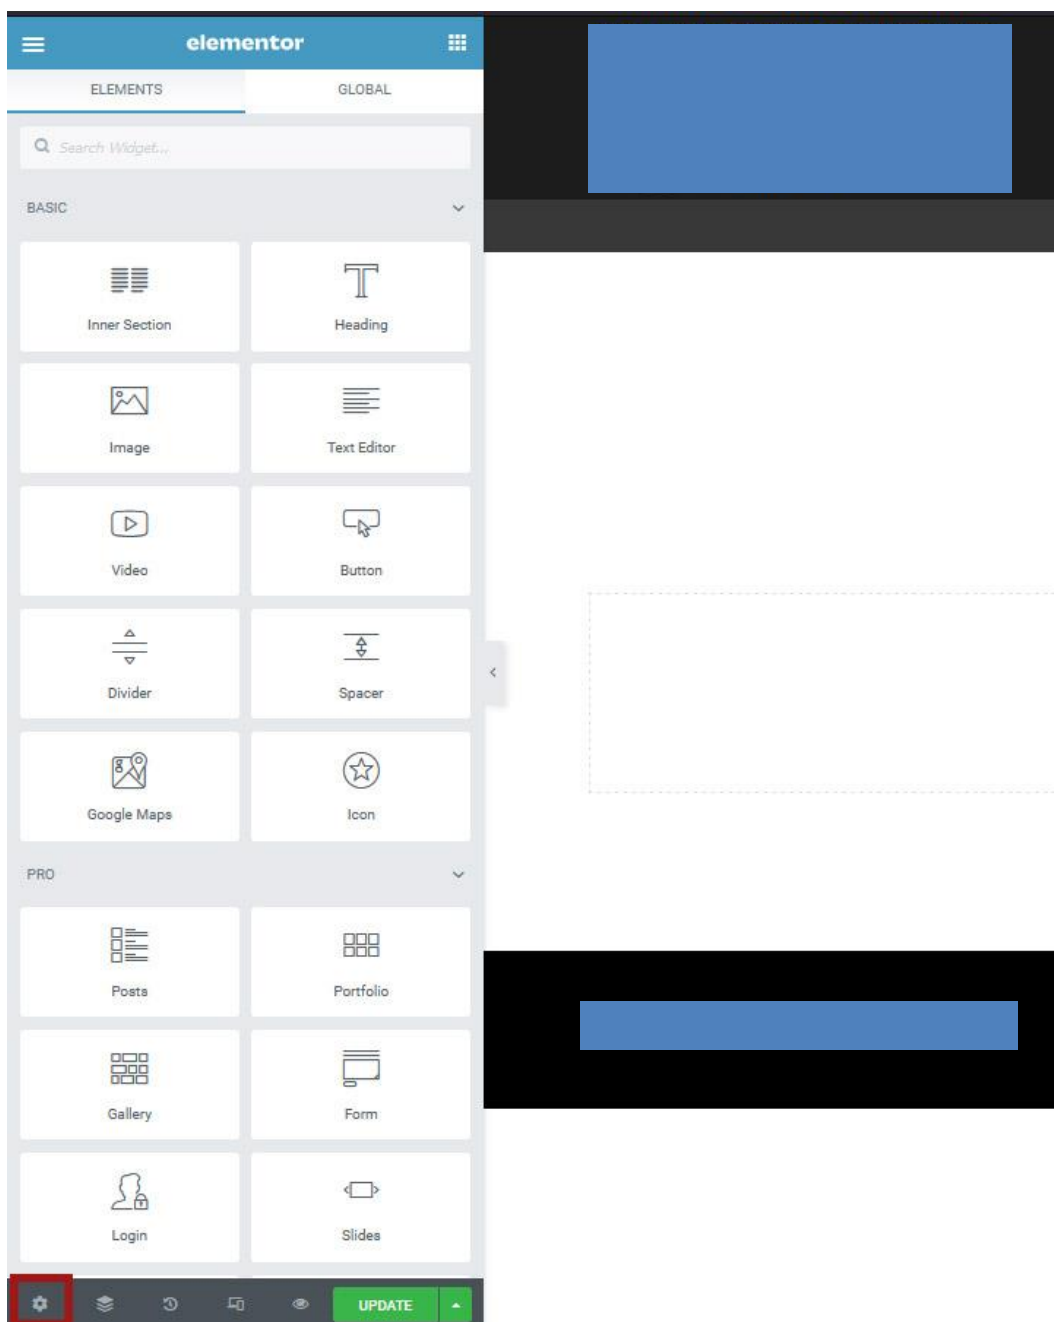 elementor
ELEMENTS GLOBAL
Search Widget...
BASIC
Inner Section Heading
Image Text Editor
Video Button
Divider Spacer
Google Maps Icon
PRO
Posts Portfolio
Gallery Form
Login Slides
UPDATE